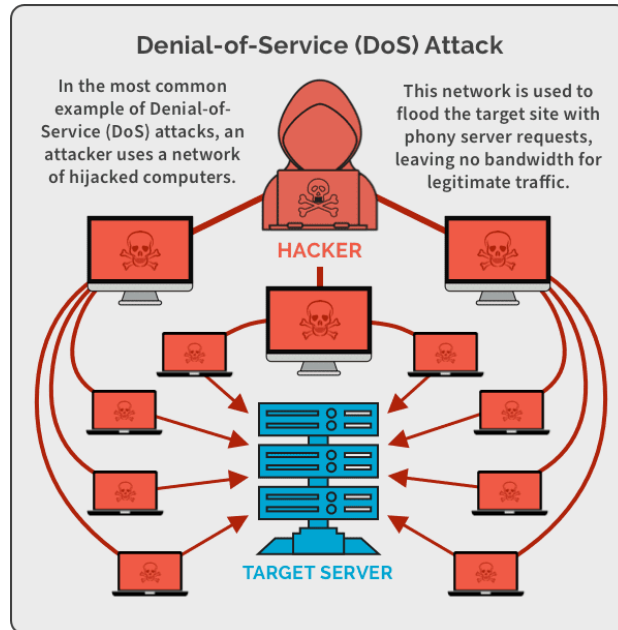 Denial-of-Service (DoS) Attack
In the most common
example of Denial-of-
Service (DoS) attacks, an
attacker uses a network
of hijacked computers.
This network is used to
flood the target site with
phony server requests,
leaving no bandwidth for
legitimate traffic.
HACKER
TARGET SERVER